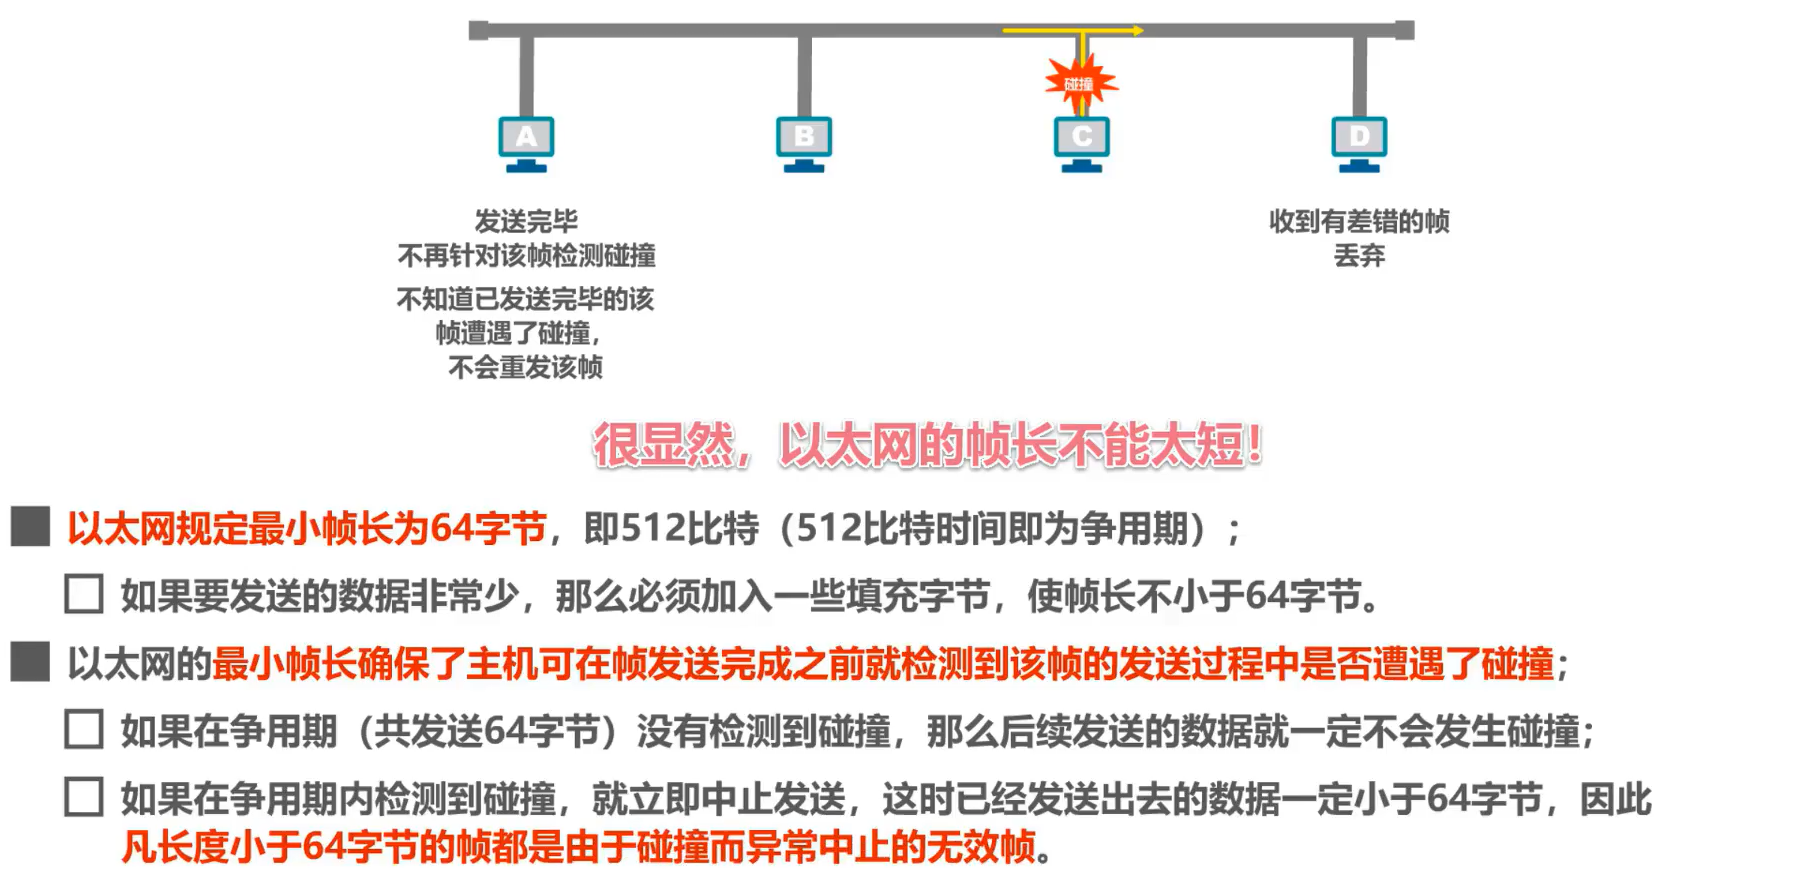 碰撞
A
B
C
D
发送完毕
不再针对该帧检测碰撞
不知道已发送完毕的该
帧遭遇了碰撞，
不会重发该帧
收到有差错的帧
丢弃
很显然，以太网的帧长不能太短！
以太网规定最小帧长为64字节，即512比特（512比特时间即为争用期）；
如果要发送的数据非常少，那么必须加入一些填充字节，使帧长不小于64字节。
以太网的最小帧长确保了主机可在帧发送完成之前就检测到该帧的发送过程中是否遭遇了碰撞；
如果在争用期（共发送64字节）没有检测到碰撞，那么后续发送的数据就一定不会发生碰撞；
如果在争用期内检测到碰撞，就立即中止发送，这时已经发送出去的数据一定小于64字节，因此
凡长度小于64字节的帧都是由于碰撞而异常中止的无效帧。